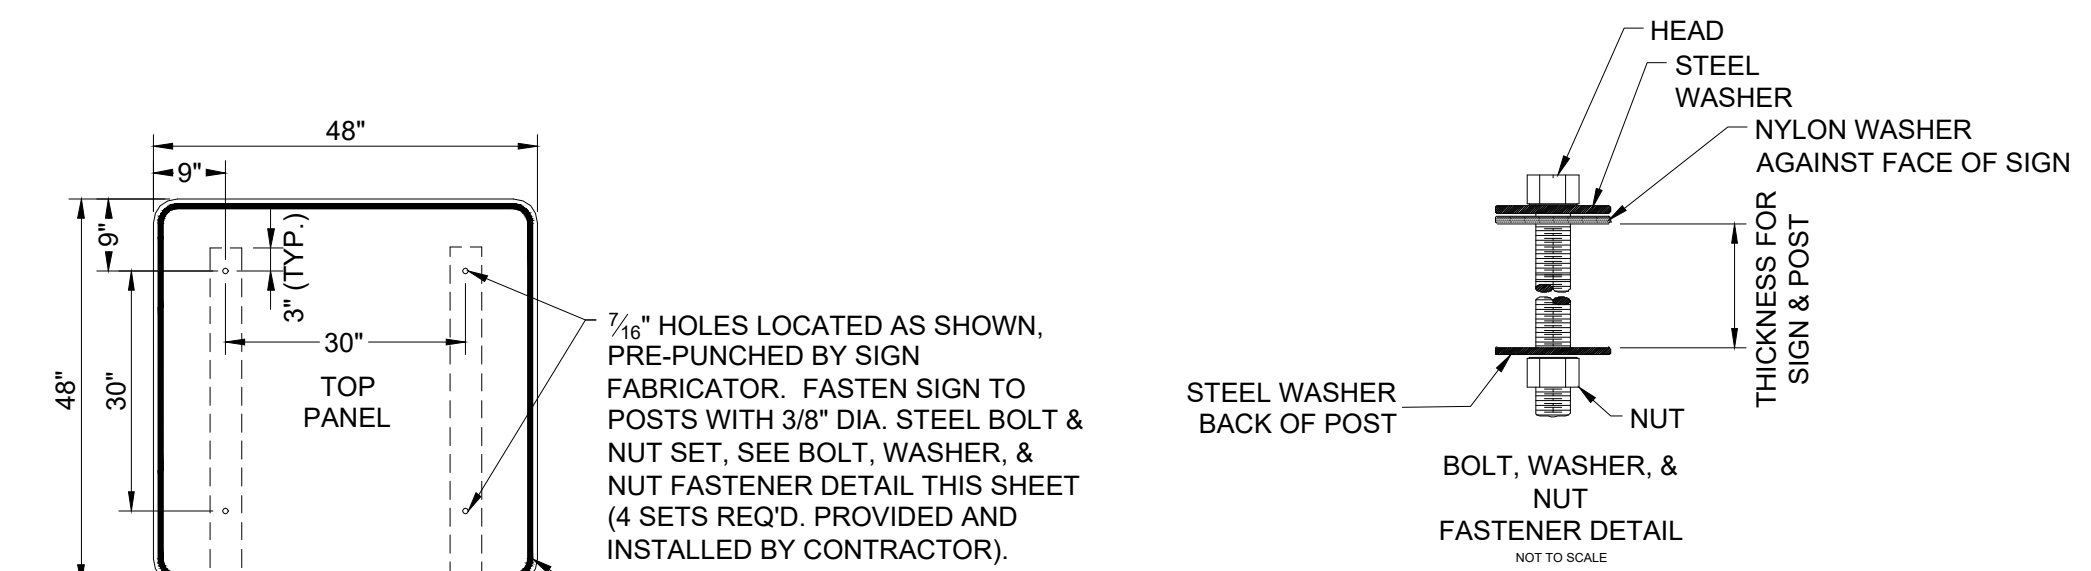 48"
9"
9"
3" (TYP.)
30"
48"
30"
TOP
PANEL
7/16" HOLES LOCATED AS SHOWN,
PRE-PUNCHED BY SIGN
FABRICATOR. FASTEN SIGN TO
POSTS WITH 3/8" DIA. STEEL BOLT &
NUT SET, SEE BOLT, WASHER, &
NUT FASTENER DETAIL THIS SHEET
(4 SETS REQ'D. PROVIDED AND
INSTALLED BY CONTRACTOR).
HEAD
STEEL
WASHER
NYLON WASHER
AGAINST FACE OF SIGN
THICKNESS FOR
SIGN & POST
STEEL WASHER
BACK OF POST
NUT
BOLT, WASHER, &
NUT
FASTENER DETAIL
NOT TO SCALE